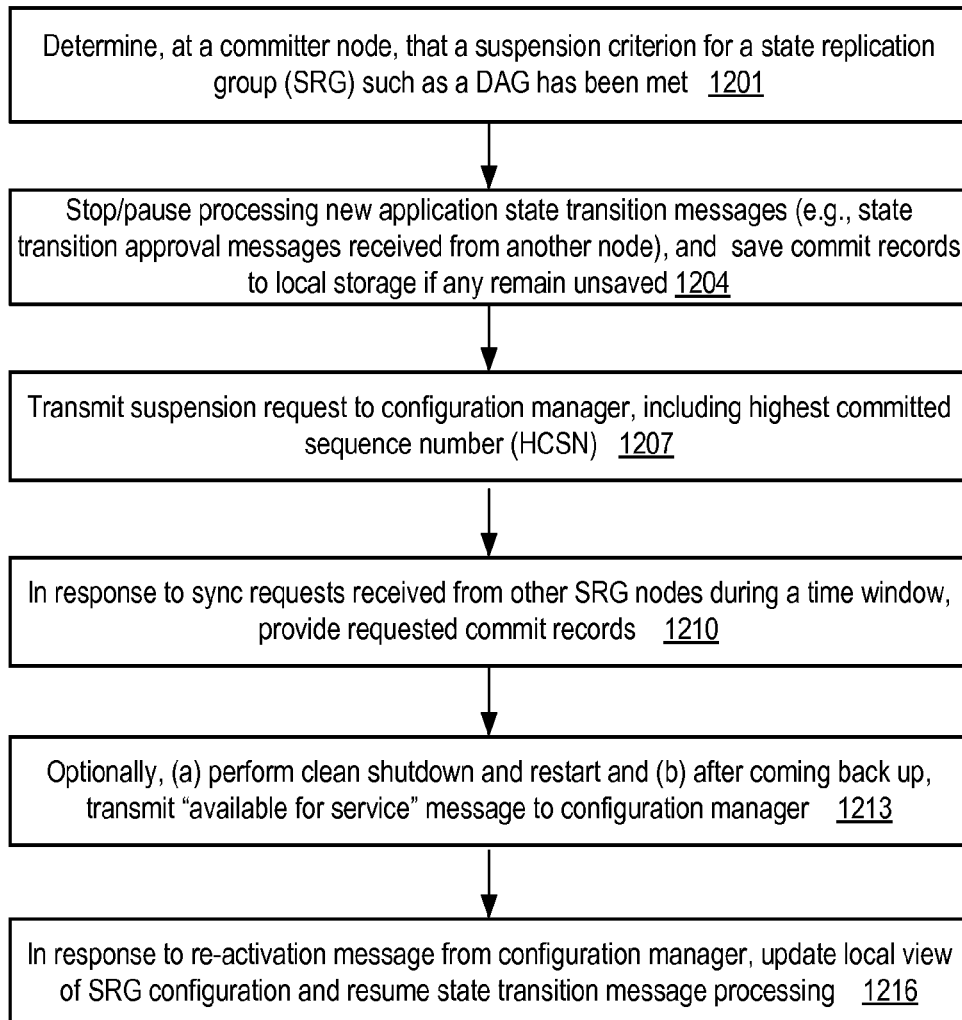 Determine, at a committer node, that a suspension criterion for a state replication
group (SRG) such as a DAG has been met 1201
Stop/pause processing new application state transition messages (e.g., state
transition approval messages received from another node), and save commit records
to local storage if any remain unsaved 1204
Transmit suspension request to configuration manager, including highest committed
sequence number (HCSN) 1207
In response to sync requests received from other SRG nodes during a time window,
provide requested commit records 1210
Optionally, (a) perform clean shutdown and restart and (b) after coming back up,
transmit “available for service” message to configuration manager 1213
In response to re-activation message from configuration manager, update local view
of SRG configuration and resume state transition message processing 1216